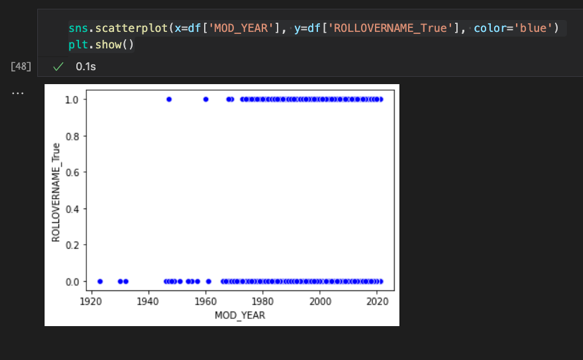 sns.scatterplot(x=df['MOD_YEAR'], y=df['ROLLOVERNAME_True'], color='blue')
plt.show()
[48] ✓ 0.1s
...
1.0
0.8
0.6
0.4
0.2
0.0
ROLLOVERNAME_True
1920 1940 1960 1980 2000 2020
MOD_YEAR